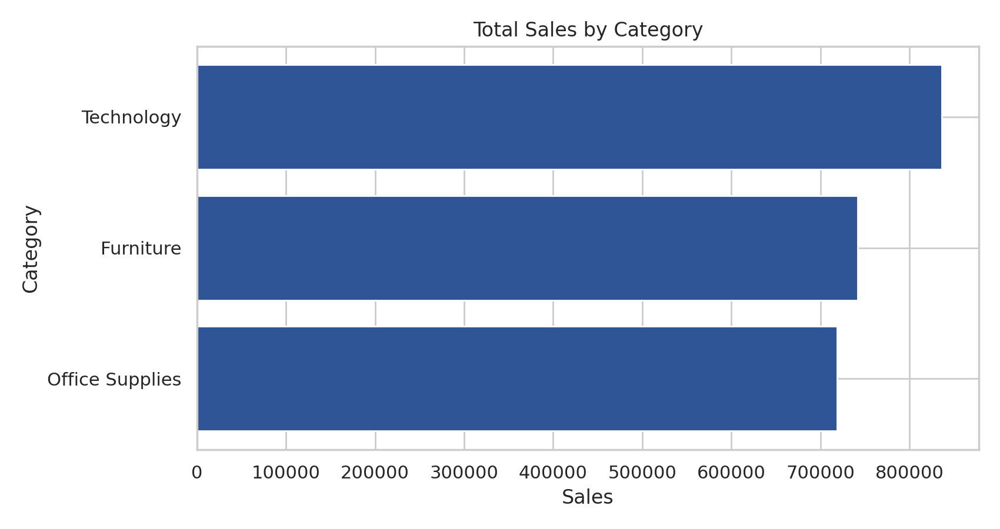 Total Sales by Category
Category
Technology
Furniture
Office Supplies
0 100000 200000 300000 400000 500000 600000 700000 800000
Sales